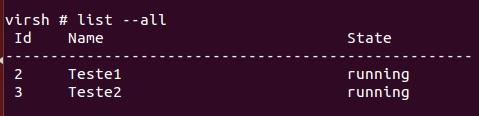 virsh # list --all
 Id    Name                           State
----------------------------------------------------
 2     Teste1                         running
 3     Teste2                         running